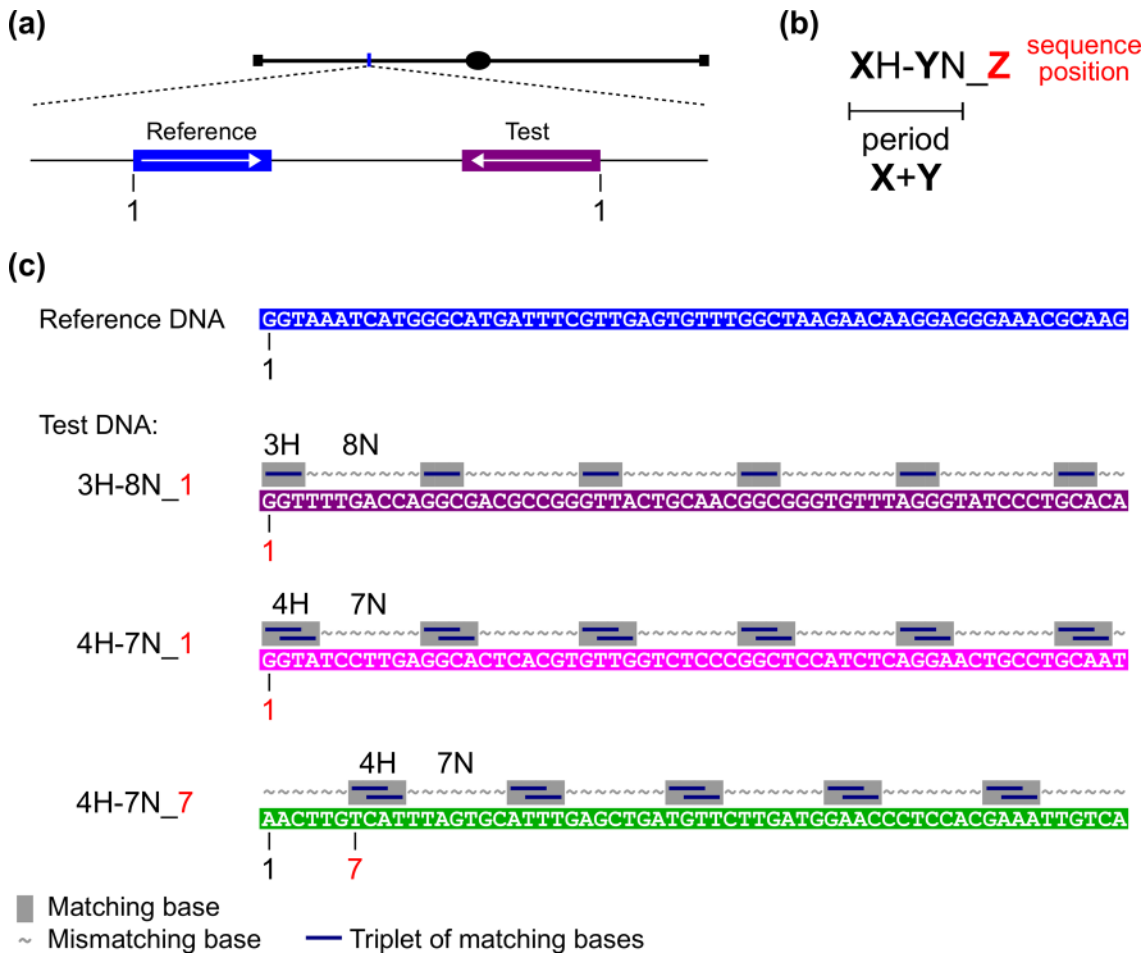 (a)
Reference
Test
1
1
(b)
XH-YN_Z
sequence
position
period
X+Y
(c)
Reference DNA
GGTAAATCATGGGCATGATTTCGTTGAGTGTTTGGCTAAGAACAAGGAGGGAAACGCAAG
1
Test DNA:
3H 8N
3H-8N_1
GGTTTTGACCAGGCGACGCCGGGTTACTGCAACGGCGGGTGTTTAGGGTATCCCTGCACA
1
4H 7N
4H-7N_1
GGTATCCTTGAGGCACTCACGTGTTGGTCTCCCGGCTCCATCTCAGGAACTGCCTGCAAT
1
4H 7N
4H-7N_7
AACTTGTCATTTAGTGCATTTGAGCTGATGTTCTTGATGGAACCCTCCACGAAATTGTCA
1 7
Matching base
~ Mismatching base
Triplet of matching bases